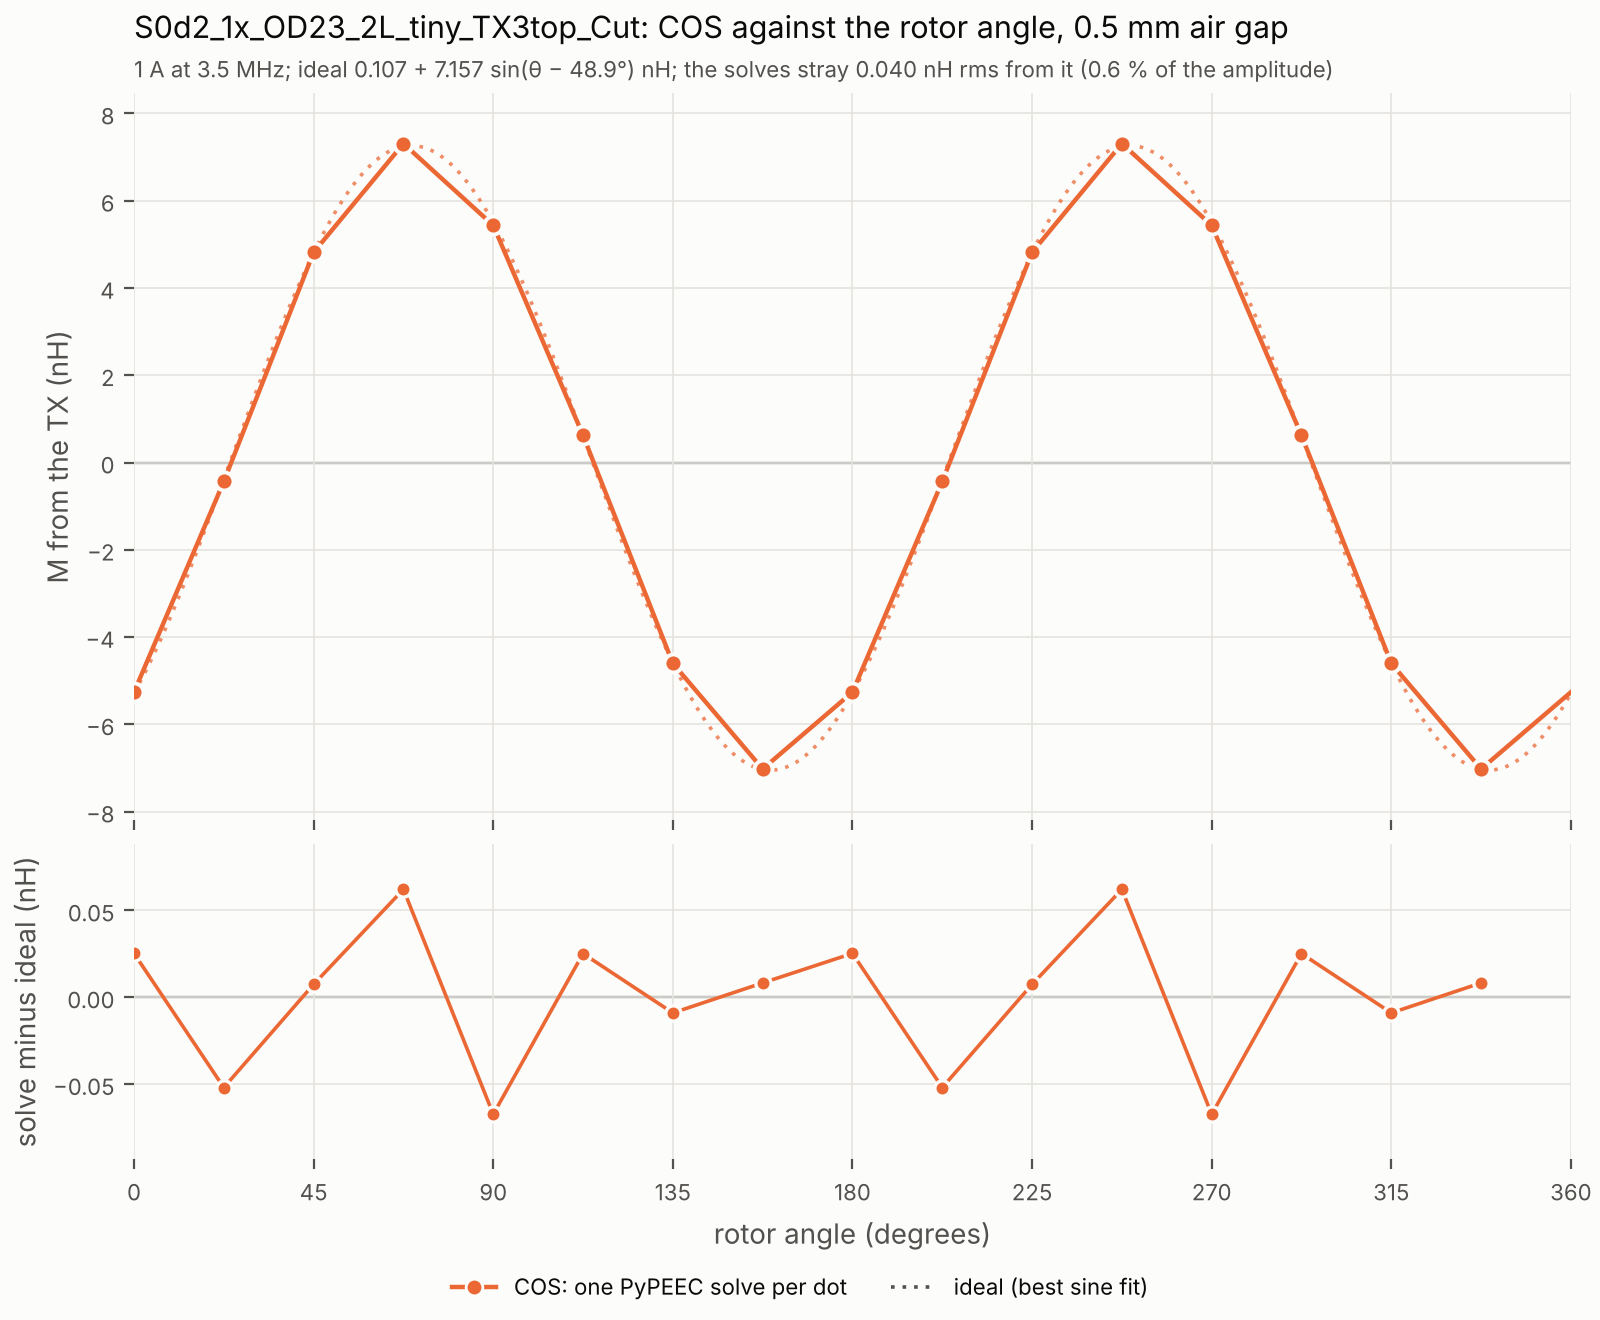 S0d2_1x_OD23_2L_tiny_TX3top_Cut: COS against the rotor angle, 0.5 mm air gap
1 A at 3.5 MHz; ideal 0.107 + 7.157 sin(θ − 48.9°) nH; the solves stray 0.040 nH rms from it (0.6 % of the amplitude)
M from the TX (nH)
8
6
4
2
0
−2
−4
−6
−8
solve minus ideal (nH)
0.05
0.00
−0.05
0 45 90 135 180 225 270 315 360
rotor angle (degrees)
COS: one PyPEEC solve per dot ideal (best sine fit)